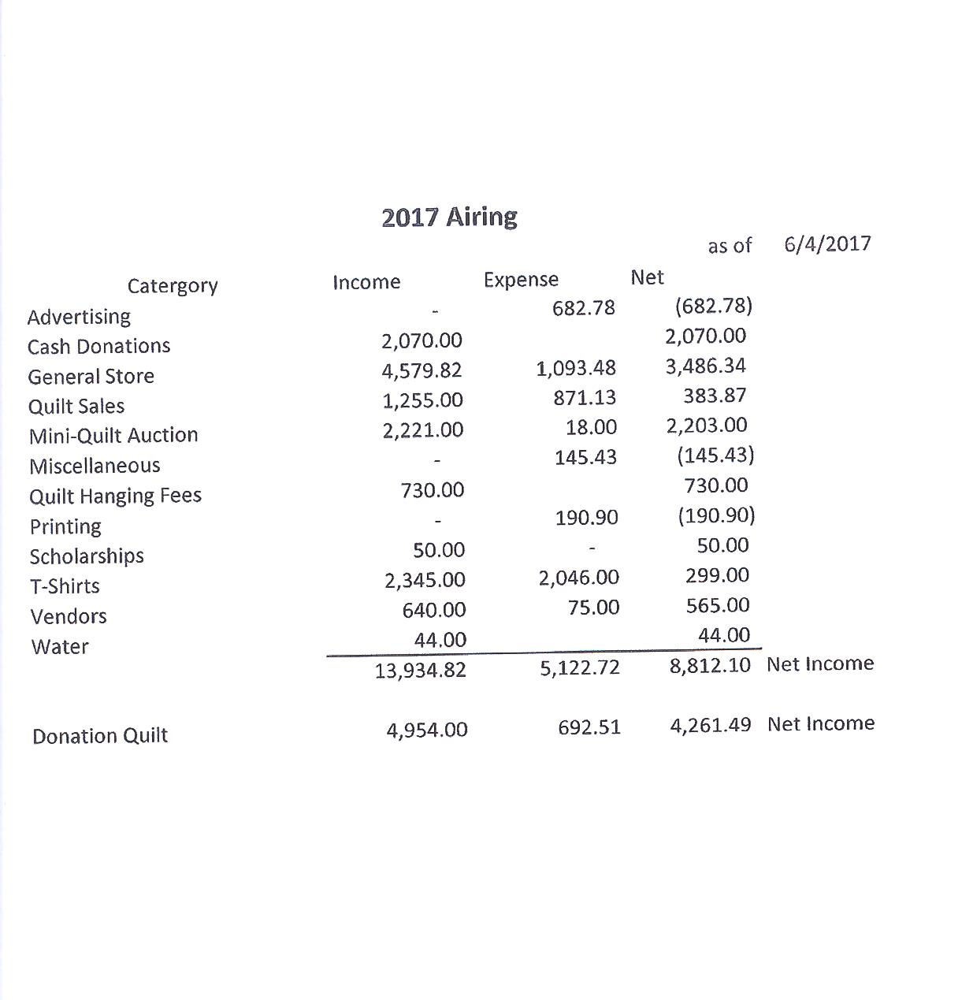 2017 Airing
as of 6/4/2017
Catergory Income Expense Net
Advertising - 682.78 (682.78)
Cash Donations 2,070.00 2,070.00
General Store 4,579.82 1,093.48 3,486.34
Quilt Sales 1,255.00 871.13 383.87
Mini-Quilt Auction 2,221.00 18.00 2,203.00
Miscellaneous - 145.43 (145.43)
Quilt Hanging Fees 730.00 730.00
Printing - 190.90 (190.90)
Scholarships 50.00 - 50.00
T-Shirts 2,345.00 2,046.00 299.00
Vendors 640.00 75.00 565.00
Water 44.00 44.00
13,934.82 5,122.72 8,812.10 Net Income
Donation Quilt 4,954.00 692.51 4,261.49 Net Income